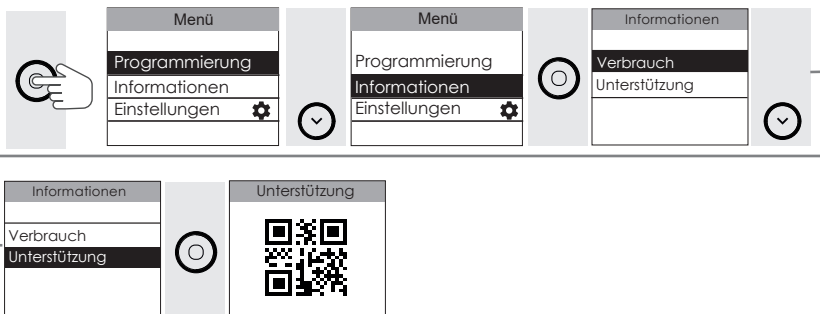 Menü
Programmierung
Informationen
Einstellungen
Menü
Programmierung
Informationen
Einstellungen
Informationen
Verbrauch
Unterstützung
Informationen
Verbrauch
Unterstützung
Unterstützung